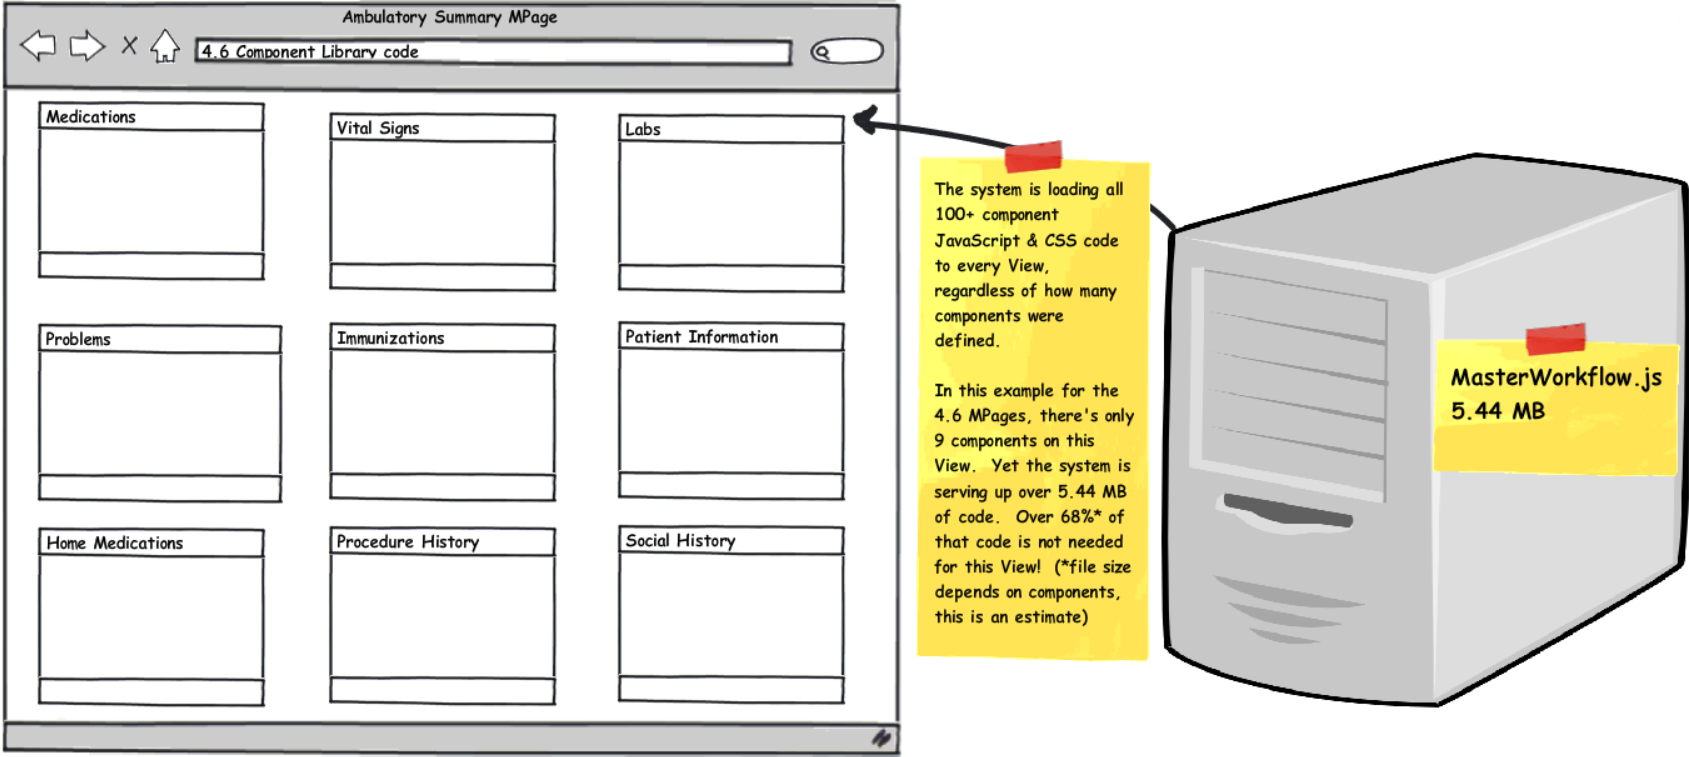 Ambulatory Summary MPage
4.6 Component Library code
Medications
Vital Signs
Labs
Problems
Immunizations
Patient Information
Home Medications
Procedure History
Social History
The system is loading all
100+ component
JavaScript & CSS code
to every View,
regardless of how many
components were
defined.
In this example for the
4.6 MPages, there's only
9 components on this
View. Yet the system is
serving up over 5.44 MB
of code. Over 68%* of
that code is not needed
for this View! (*file size
depends on components,
this is an estimate)
MasterWorkflow.js
5.44 MB